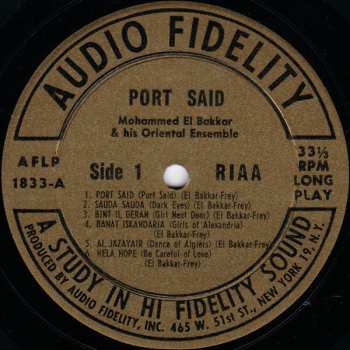 AUDIO FIDELITY
PORT SAID
Mohammed El Bakkar
& his Oriental Ensemble
AFLP
1833-A
Side 1
RIAA
33⅓
RPM
LONG
PLAY
1. PORT SAID (Port Said) (El Bakkar-Frey)
2. SAUDA SAUDA (Dark Eyes) (El Bakkar-Frey)
3. BINT IL GERAN (Girl Next Door) (El Bakkar-Frey)
4. BANAT ISKANDARIA (Girls of Alexandria)
(El Bakkar-Frey)
5. AL JAZAYAIR (Dance of Algiers) (El Bakkar-Frey)
6. HELA HOPE (Be Careful of Love)
(El Bakkar-Frey)
A STUDY IN HI FIDELITY SOUND
PRODUCED BY AUDIO FIDELITY, INC. 465 W. 51st ST., NEW YORK 19, N.Y.